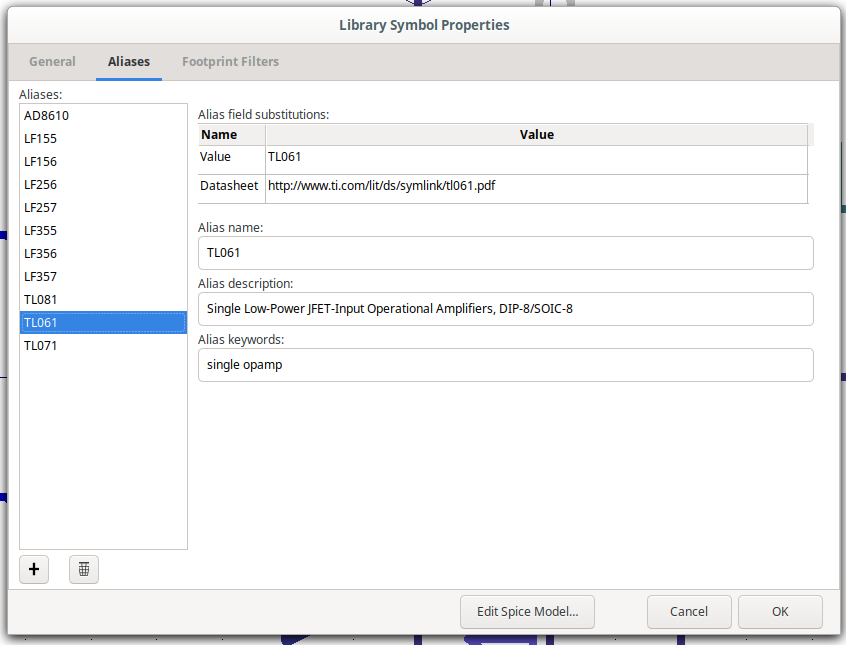 Library Symbol Properties
General Aliases Footprint Filters
Aliases:
AD8610
LF155
LF156
LF256
LF257
LF355
LF356
LF357
TL081
TL061
TL071
Alias field substitutions:
Name Value
Value TL061
Datasheet http://www.ti.com/lit/ds/symlink/tl061.pdf
Alias name:
TL061
Alias description:
Single Low-Power JFET-Input Operational Amplifiers, DIP-8/SOIC-8
Alias keywords:
single opamp
Edit Spice Model... Cancel OK